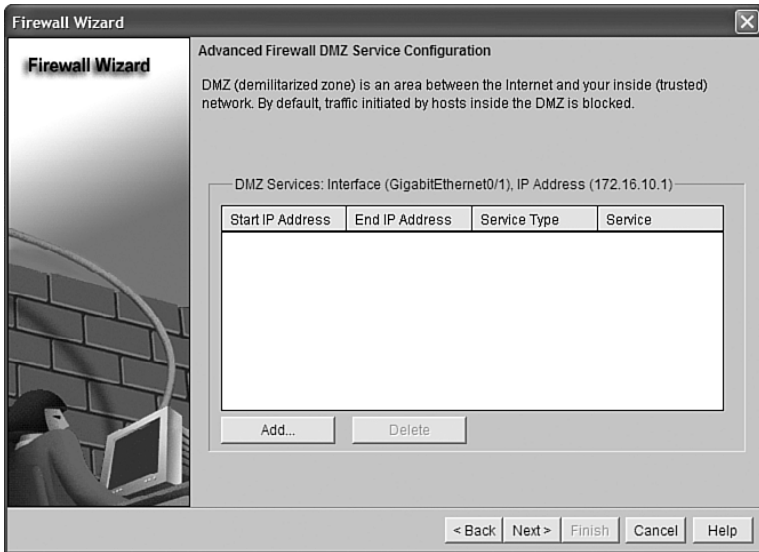 Firewall Wizard
Firewall Wizard
Advanced Firewall DMZ Service Configuration
DMZ (demilitarized zone) is an area between the Internet and your inside (trusted)
network. By default, traffic initiated by hosts inside the DMZ is blocked.
DMZ Services: Interface (GigabitEthernet0/1), IP Address (172.16.10.1)
Start IP Address End IP Address Service Type Service
Add... Delete
< Back Next > Finish Cancel Help